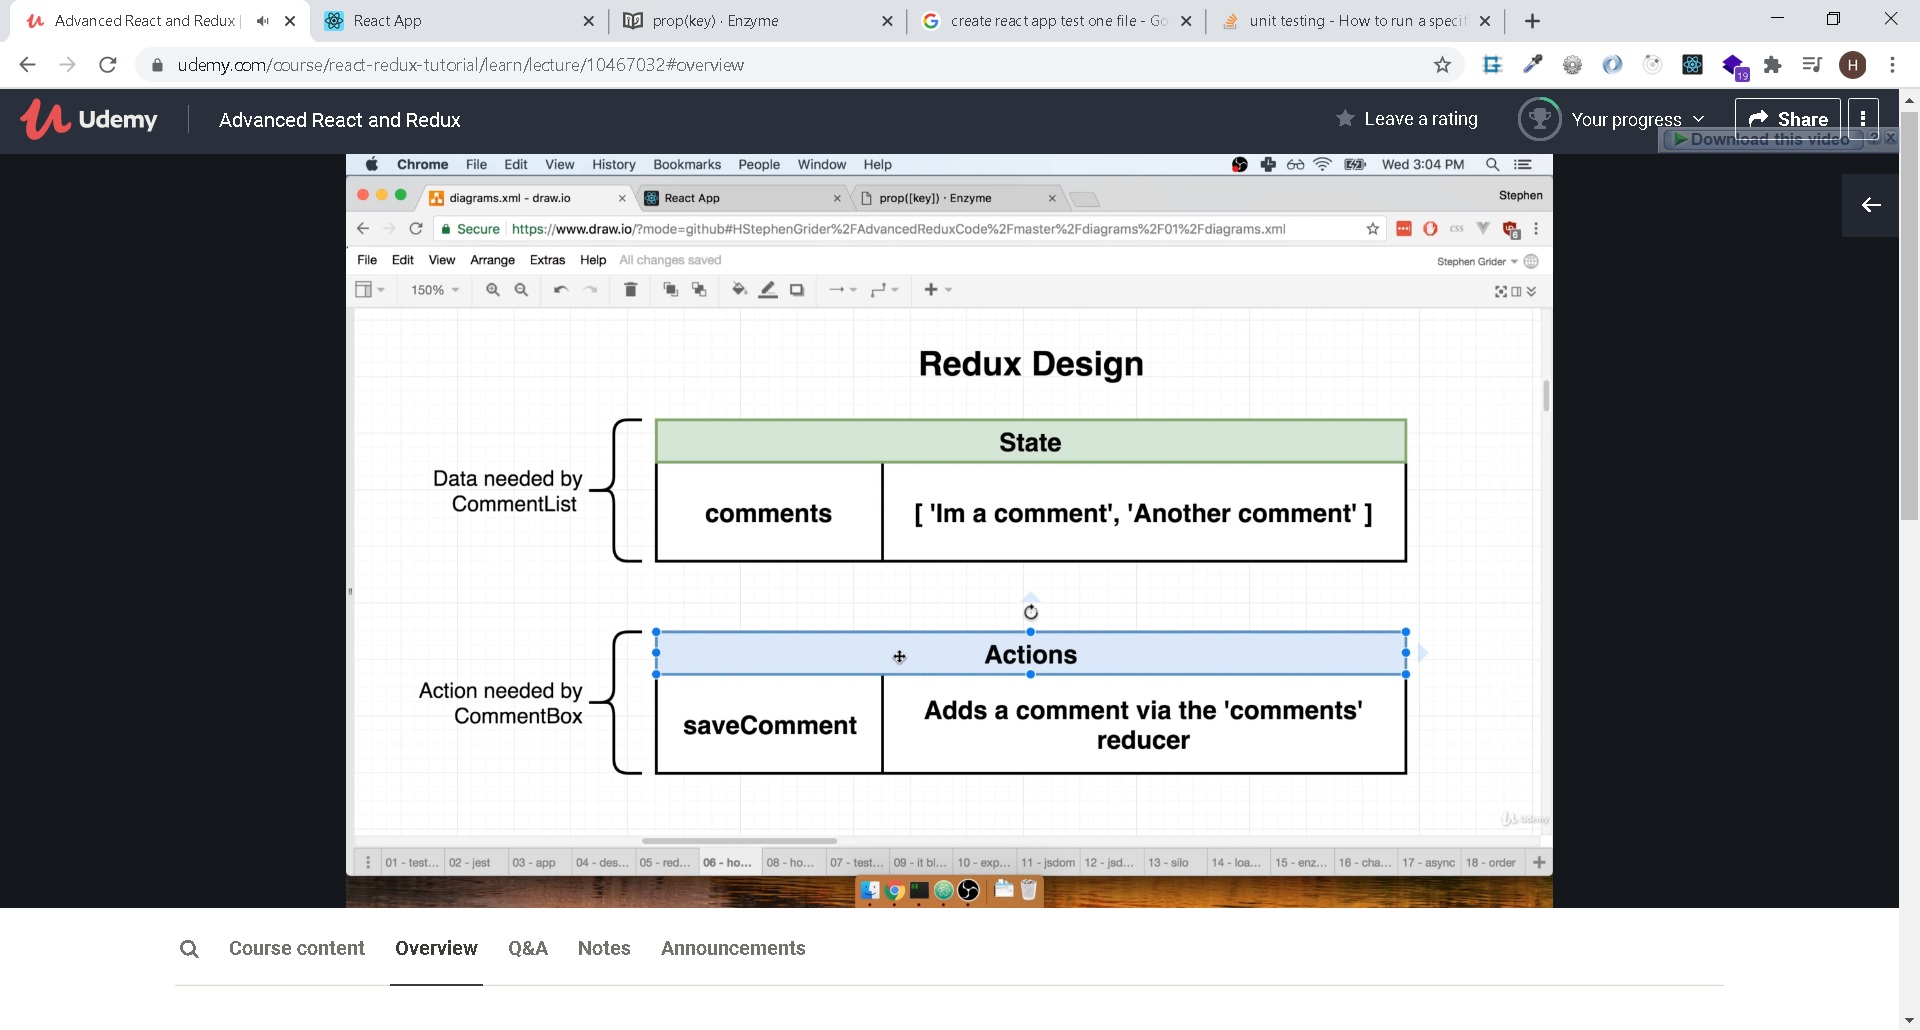 Advanced React and Redux
React App
prop(key) · Enzyme
create react app test one file - Go
unit testing - How to run a specif
udemy.com/course/react-redux-tutorial/learn/lecture/10467032#overview
19
H
Udemy
Advanced React and Redux
Leave a rating
Your progress
Share
Download this video
Chrome File Edit View History Bookmarks People Window Help
Wed 3:04 PM
diagrams.xml - draw.io
React App
prop([key]) · Enzyme
Stephen
Secure
https://www.draw.io/?mode=github#HStephenGrider%2FAdvancedReduxCode%2Fmaster%2Fdiagrams%2F01%2Fdiagrams.xml
css
6
File Edit View Arrange Extras Help All changes saved
Stephen Grider
150%
Redux Design
State
Data needed by
CommentList
comments
[ 'Im a comment', 'Another comment' ]
Actions
Action needed by
CommentBox
saveComment
Adds a comment via the 'comments'
reducer
Udemy
01 - test... 02 - jest 03 - app 04 - des... 05 - red... 06 - ho... 08 - ho... 07 - test... 09 - it bl... 10 - exp... 11 - jsdom 12 - jsd... 13 - silo 14 - loa... 15 - enz... 16 - cha... 17 - async 18 - order
Course content Overview Q&A Notes Announcements